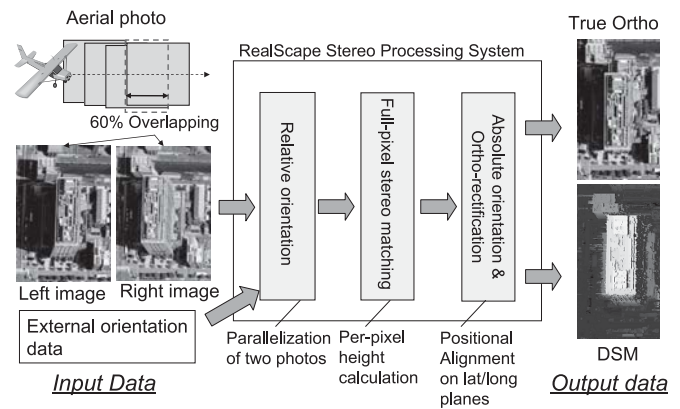 Aerial photo
60% Overlapping
Left image
Right image
External orientation
data
Input Data
RealScape Stereo Processing System
Relative orientation
Full-pixel stereo matching
Absolute orientation &
Ortho-rectification
Parallelization
of two photos
Per-pixel
height
calculation
Positional
Alignment
on lat/long
planes
True Ortho
DSM
Output data